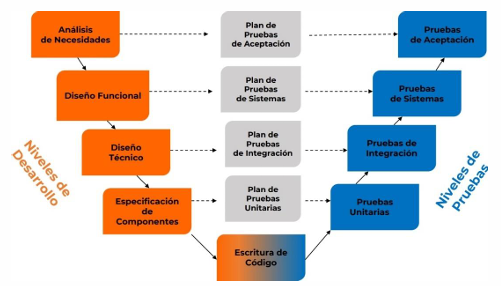 Análisis
de Necesidades
Plan de
Pruebas
de Aceptación
Pruebas
de Aceptación
Diseño Funcional
Plan de
Pruebas
de Sistemas
Pruebas
de Sistemas
Diseño
Técnico
Plan de
Pruebas
de Integración
Pruebas de
Integración
Especificación
de
Componentes
Plan de
Pruebas
Unitarias
Pruebas
Unitarias
Escritura de
Código
Niveles de
Desarrollo
Niveles de
Pruebas